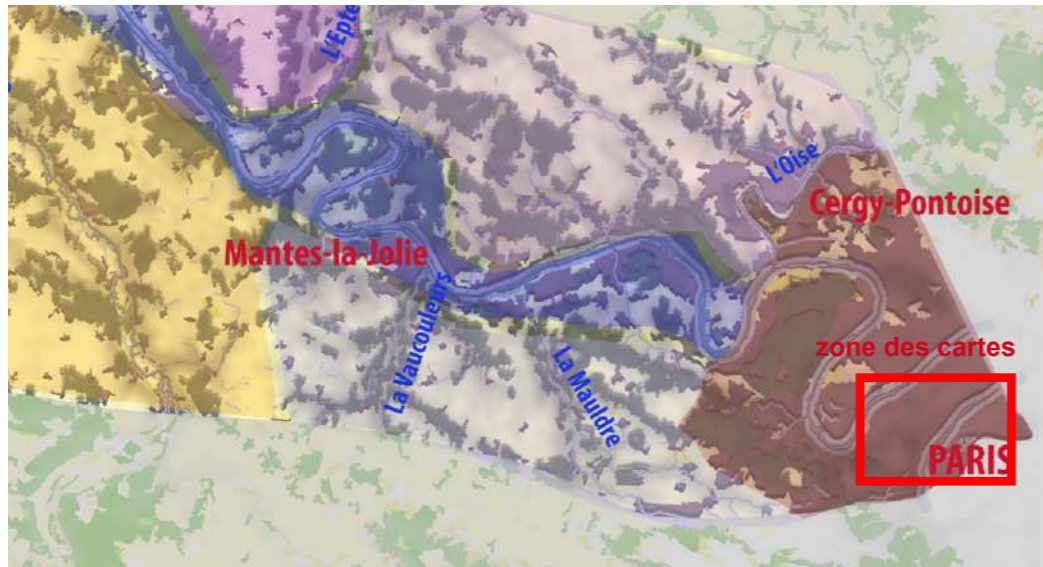 L'Epte
L'Oise
Cergy-Pontoise
Mantes-la-Jolie
La Vaucouleurs
zone des cartes
La Mauldre
PARIS